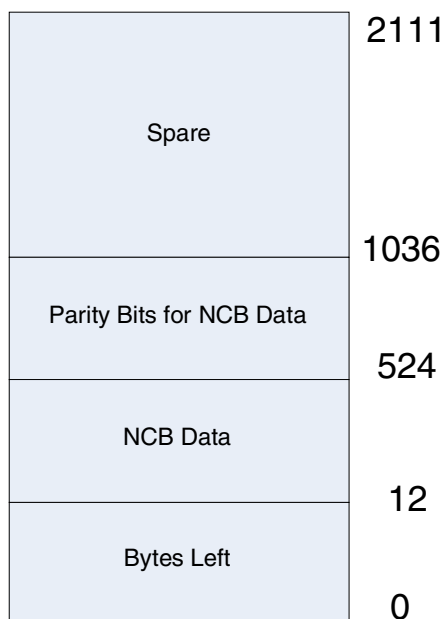 2111
Spare
1036
Parity Bits for NCB Data
524
NCB Data
12
Bytes Left
0